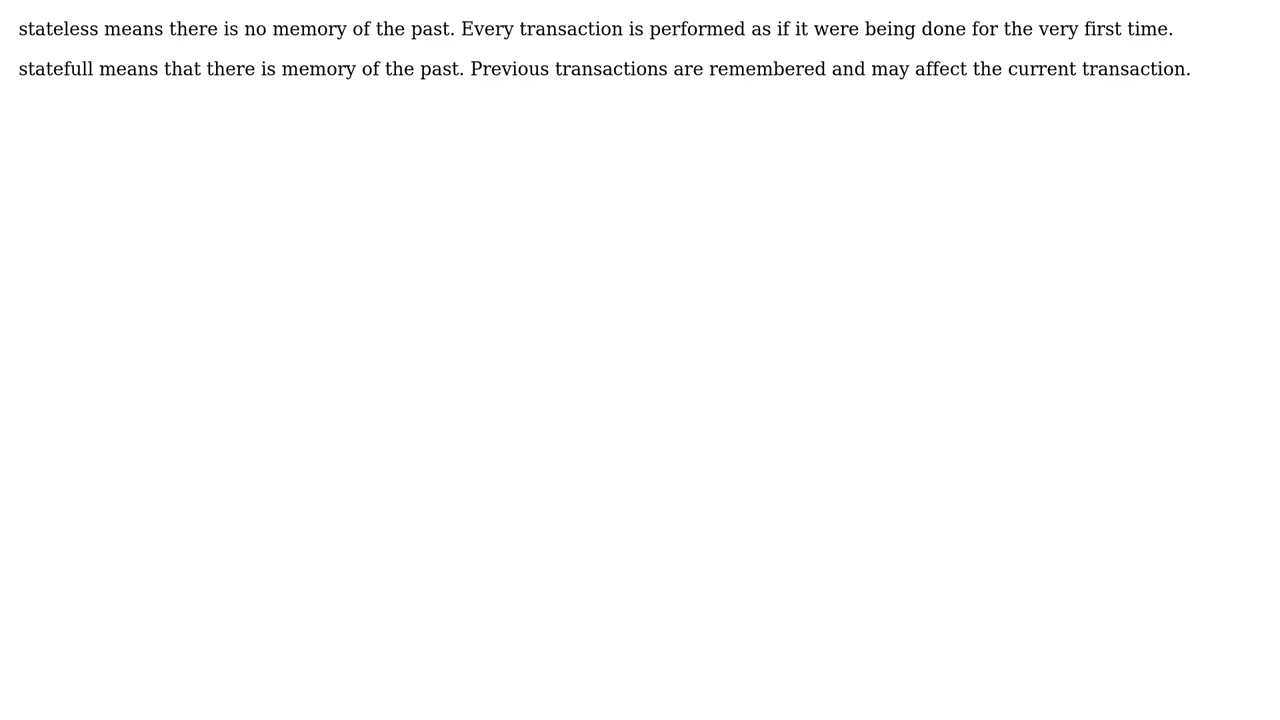 stateless means there is no memory of the past. Every transaction is performed as if it were being done for the very first time.
statefull means that there is memory of the past. Previous transactions are remembered and may affect the current transaction.